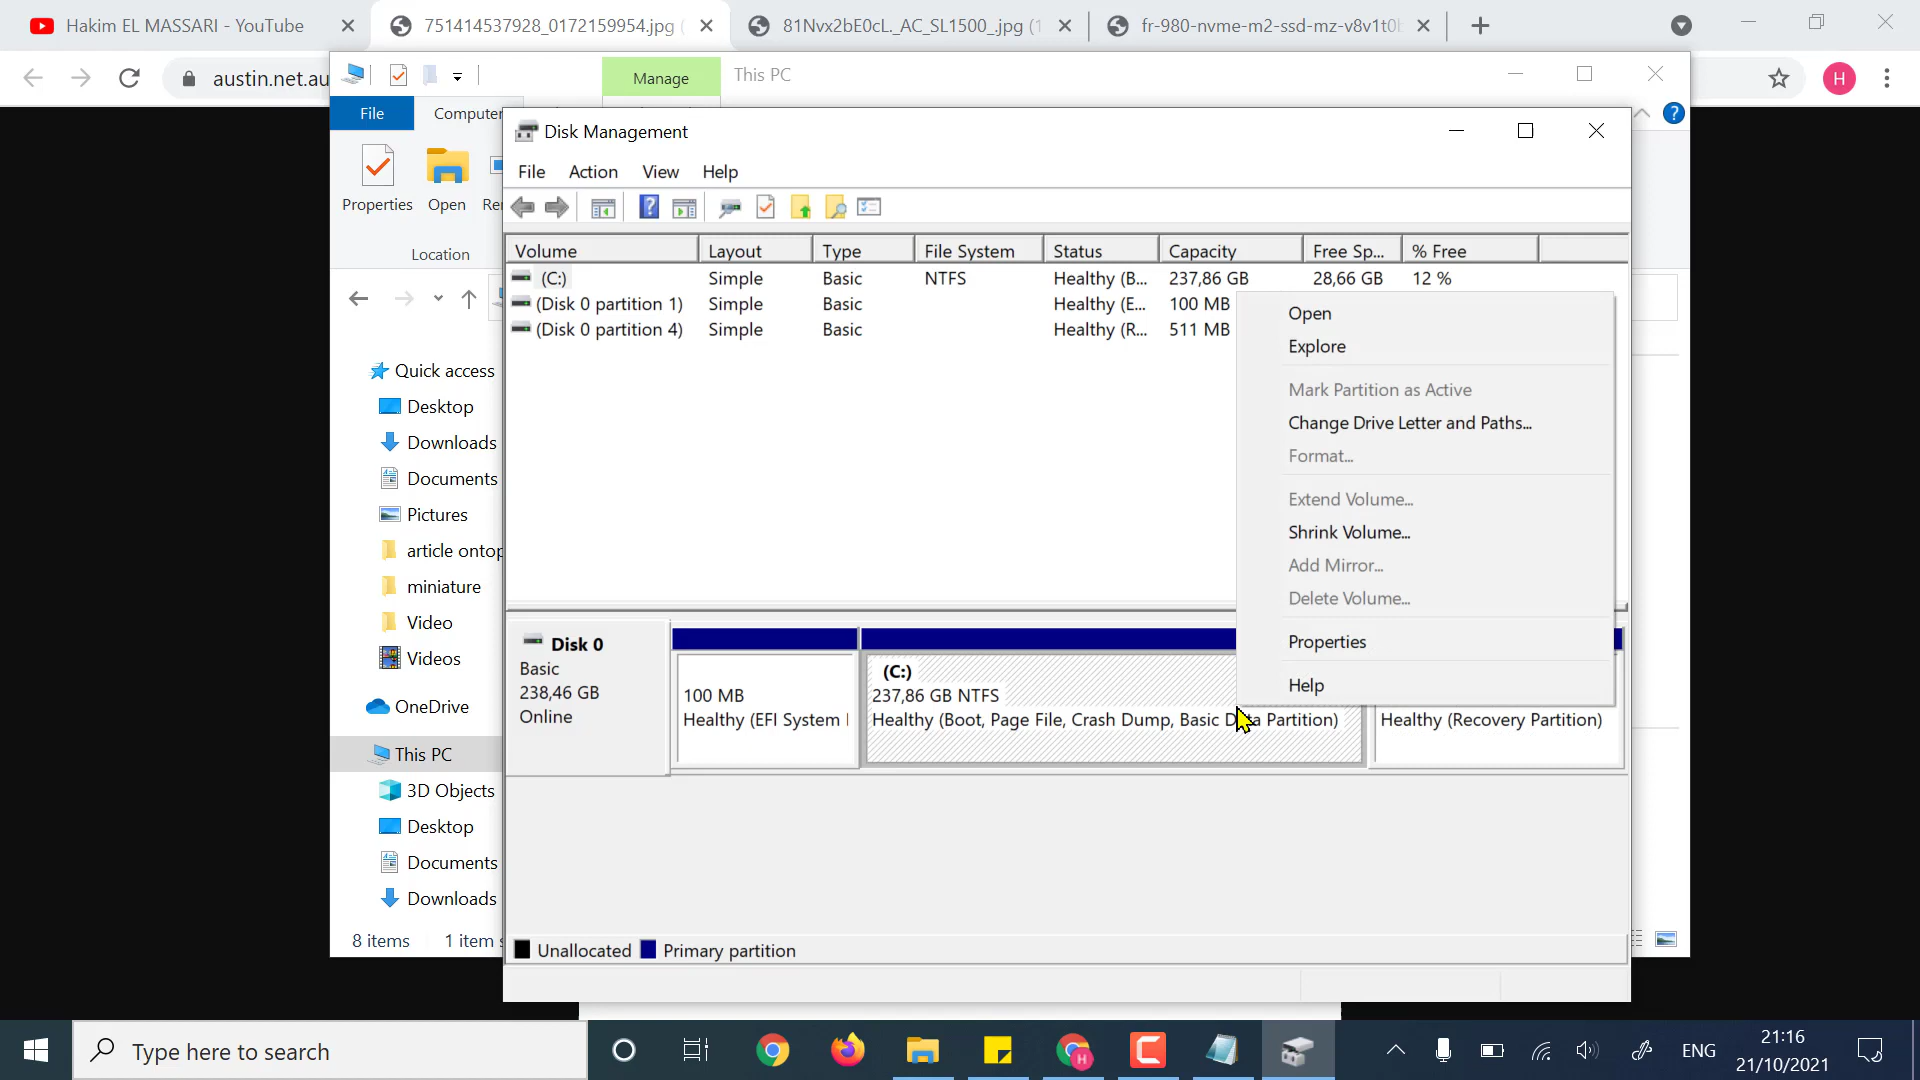 Hakim EL MASSARI - YouTube
751414537928_0172159954.jpg (
81Nvx2bE0cL._AC_SL1500_.jpg (1
fr-980-nvme-m2-ssd-mz-v8v1t0b
austin.net.au
H
Manage
This PC
File
Computer
Properties
Open
Location
Disk Management
File
Action
View
Help
Volume
Layout
Type
File System
Status
Capacity
Free Sp...
% Free
(C:)
Simple
Basic
NTFS
Healthy (B...
237,86 GB
28,66 GB
12 %
(Disk 0 partition 1)
Simple
Basic
Healthy (E...
100 MB
(Disk 0 partition 4)
Simple
Basic
Healthy (R...
511 MB
Open
Explore
Mark Partition as Active
Change Drive Letter and Paths...
Format...
Extend Volume...
Shrink Volume...
Add Mirror...
Delete Volume...
Properties
Help
Quick access
Desktop
Downloads
Documents
Pictures
article ontop
miniature
Video
Videos
OneDrive
This PC
3D Objects
Desktop
Documents
Downloads
8 items
1 item s
Disk 0
Basic
238,46 GB
Online
100 MB
Healthy (EFI System
(C:)
237,86 GB NTFS
Healthy (Boot, Page File, Crash Dump, Basic Data Partition)
Healthy (Recovery Partition)
Unallocated
Primary partition
Type here to search
H
ENG
21:16
21/10/2021